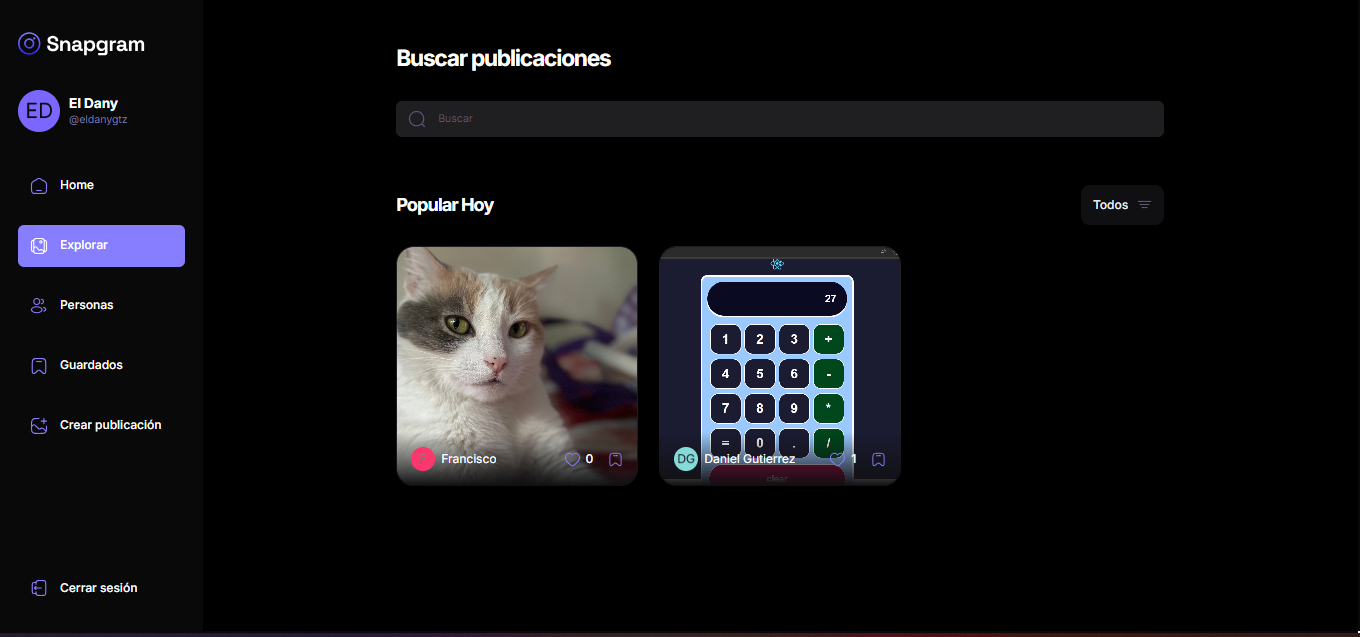 Snapgram
ED
El Dany
@eldanygtz
Home
Explorar
Personas
Guardados
Crear publicación
Cerrar sesión
Buscar publicaciones
Buscar
Popular Hoy
Todos
F
Francisco
0
27
1 2 3 +
4 5 6 -
7 8 9 *
= 0 . /
clear
DG
Daniel Gutierrez
1